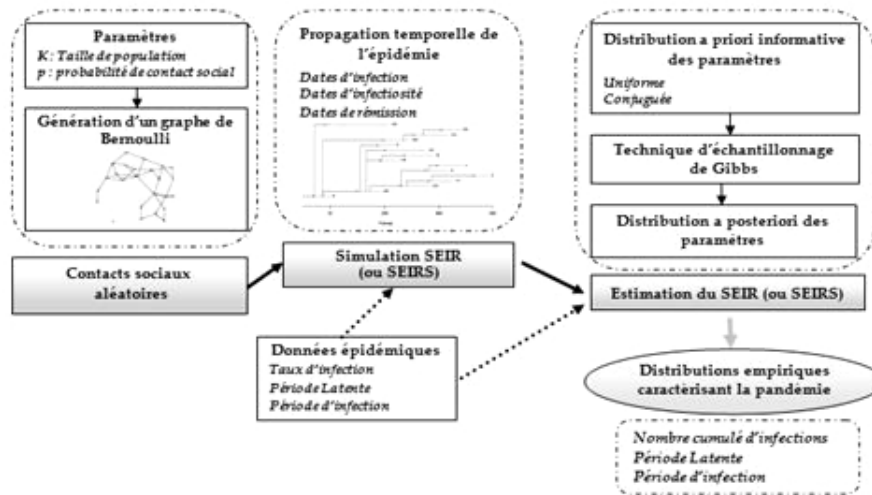 Paramètres
K : Taille de population
p : probabilité de contact social
Génération d'un graphe de
Bernoulli
Contacts sociaux
aléatoires
Propagation temporelle de
l'épidémie
Dates d'infection
Dates d'infectiosité
Dates de rémission
Simulation SEIR
(ou SEIRS)
Données épidémiques
Taux d'infection
Période Latente
Période d'infection
Distribution a priori informative
des paramètres
Uniforme
Conjuguée
Technique d'échantillonnage
de Gibbs
Distribution a posteriori des
paramètres
Estimation du SEIR (ou SEIRS)
Distributions empiriques
caractérisant la pandémie
Nombre cumulé d'infections
Période Latente
Période d'infection